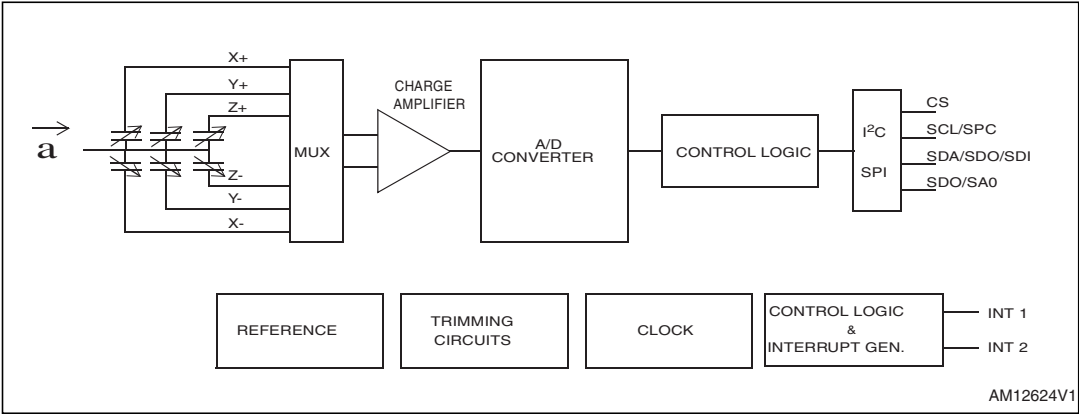 X+
Y+
Z+
a
Z-
Y-
X-
MUX
CHARGE
AMPLIFIER
A/D
CONVERTER
CONTROL LOGIC
I²C
SPI
CS
SCL/SPC
SDA/SDO/SDI
SDO/SA0
REFERENCE
TRIMMING
CIRCUITS
CLOCK
CONTROL LOGIC
&
INTERRUPT GEN.
INT 1
INT 2
AM12624V1